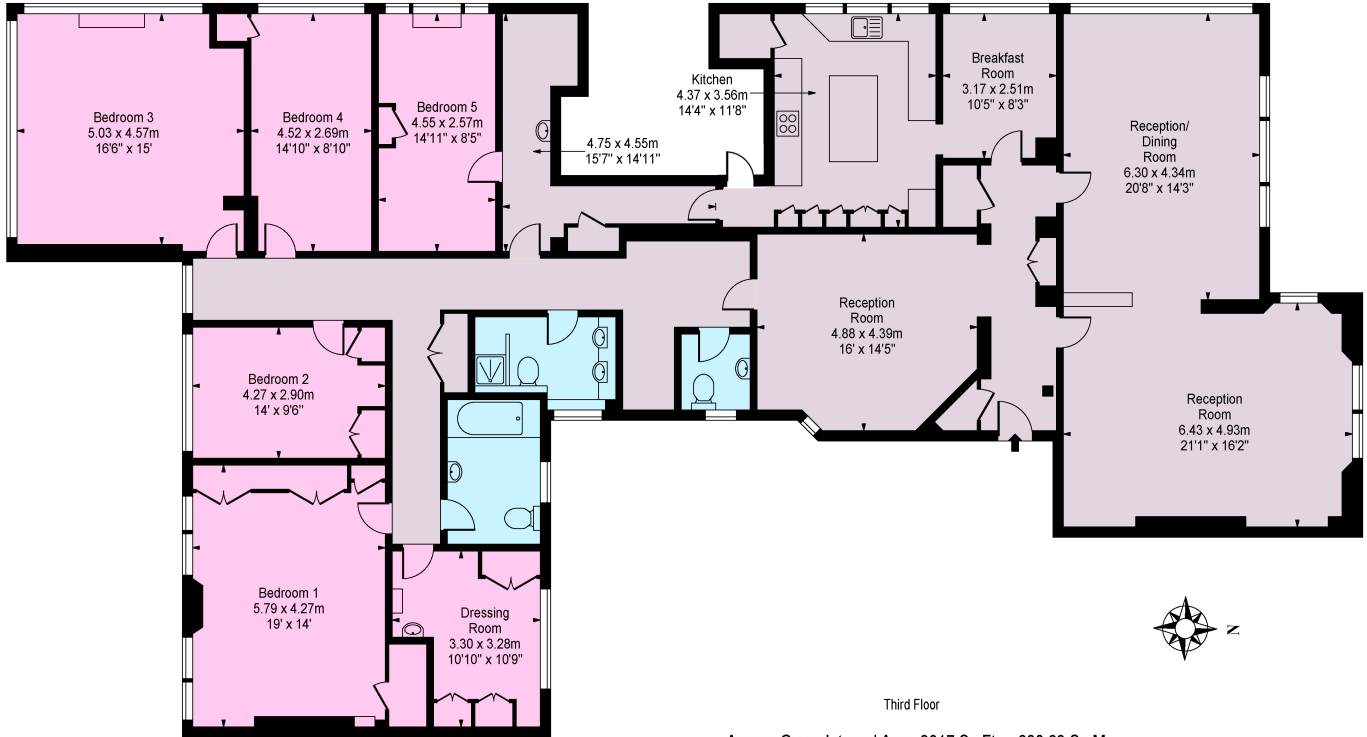 Bedroom 3
5.03 x 4.57m
16'6" x 15'
Bedroom 4
4.52 x 2.69m
14'10" x 8'10"
Bedroom 5
4.55 x 2.57m
14'11" x 8'5"
4.75 x 4.55m
15'7" x 14'11"
Kitchen
4.37 x 3.56m
14'4" x 11'8"
Breakfast
Room
3.17 x 2.51m
10'5" x 8'3"
Reception/
Dining
Room
6.30 x 4.34m
20'8" x 14'3"
Reception
Room
4.88 x 4.39m
16' x 14'5"
Bedroom 2
4.27 x 2.90m
14' x 9'6"
Reception
Room
6.43 x 4.93m
21'1" x 16'2"
Bedroom 1
5.79 x 4.27m
19' x 14'
Dressing
Room
3.30 x 3.28m
10'10" x 10'9"
N
Third Floor